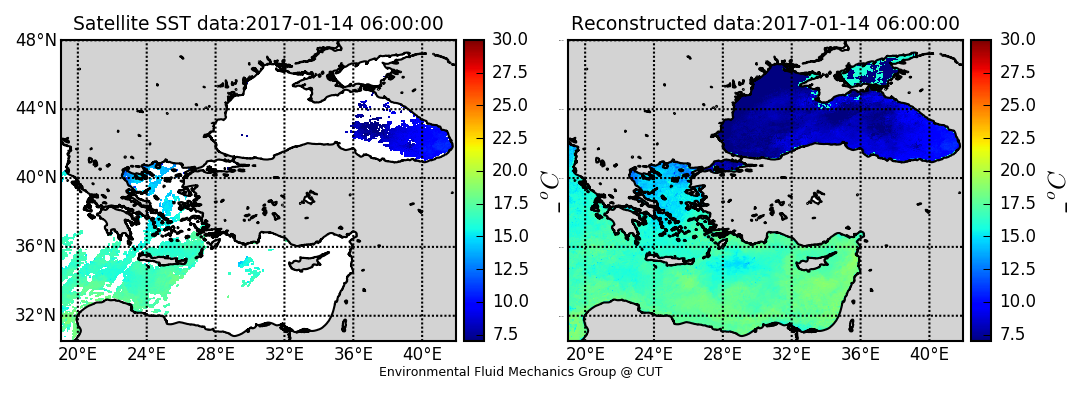 Satellite SST data:2017-01-14 06:00:00
48°N
44°N
40°N
36°N
32°N
20°E 24°E 28°E 32°E 36°E 40°E
30.0
27.5
25.0
22.5
20.0
17.5
15.0
12.5
10.0
7.5
_ °C
Reconstructed data:2017-01-14 06:00:00
20°E 24°E 28°E 32°E 36°E 40°E
30.0
27.5
25.0
22.5
20.0
17.5
15.0
12.5
10.0
7.5
_ °C
Environmental Fluid Mechanics Group @ CUT